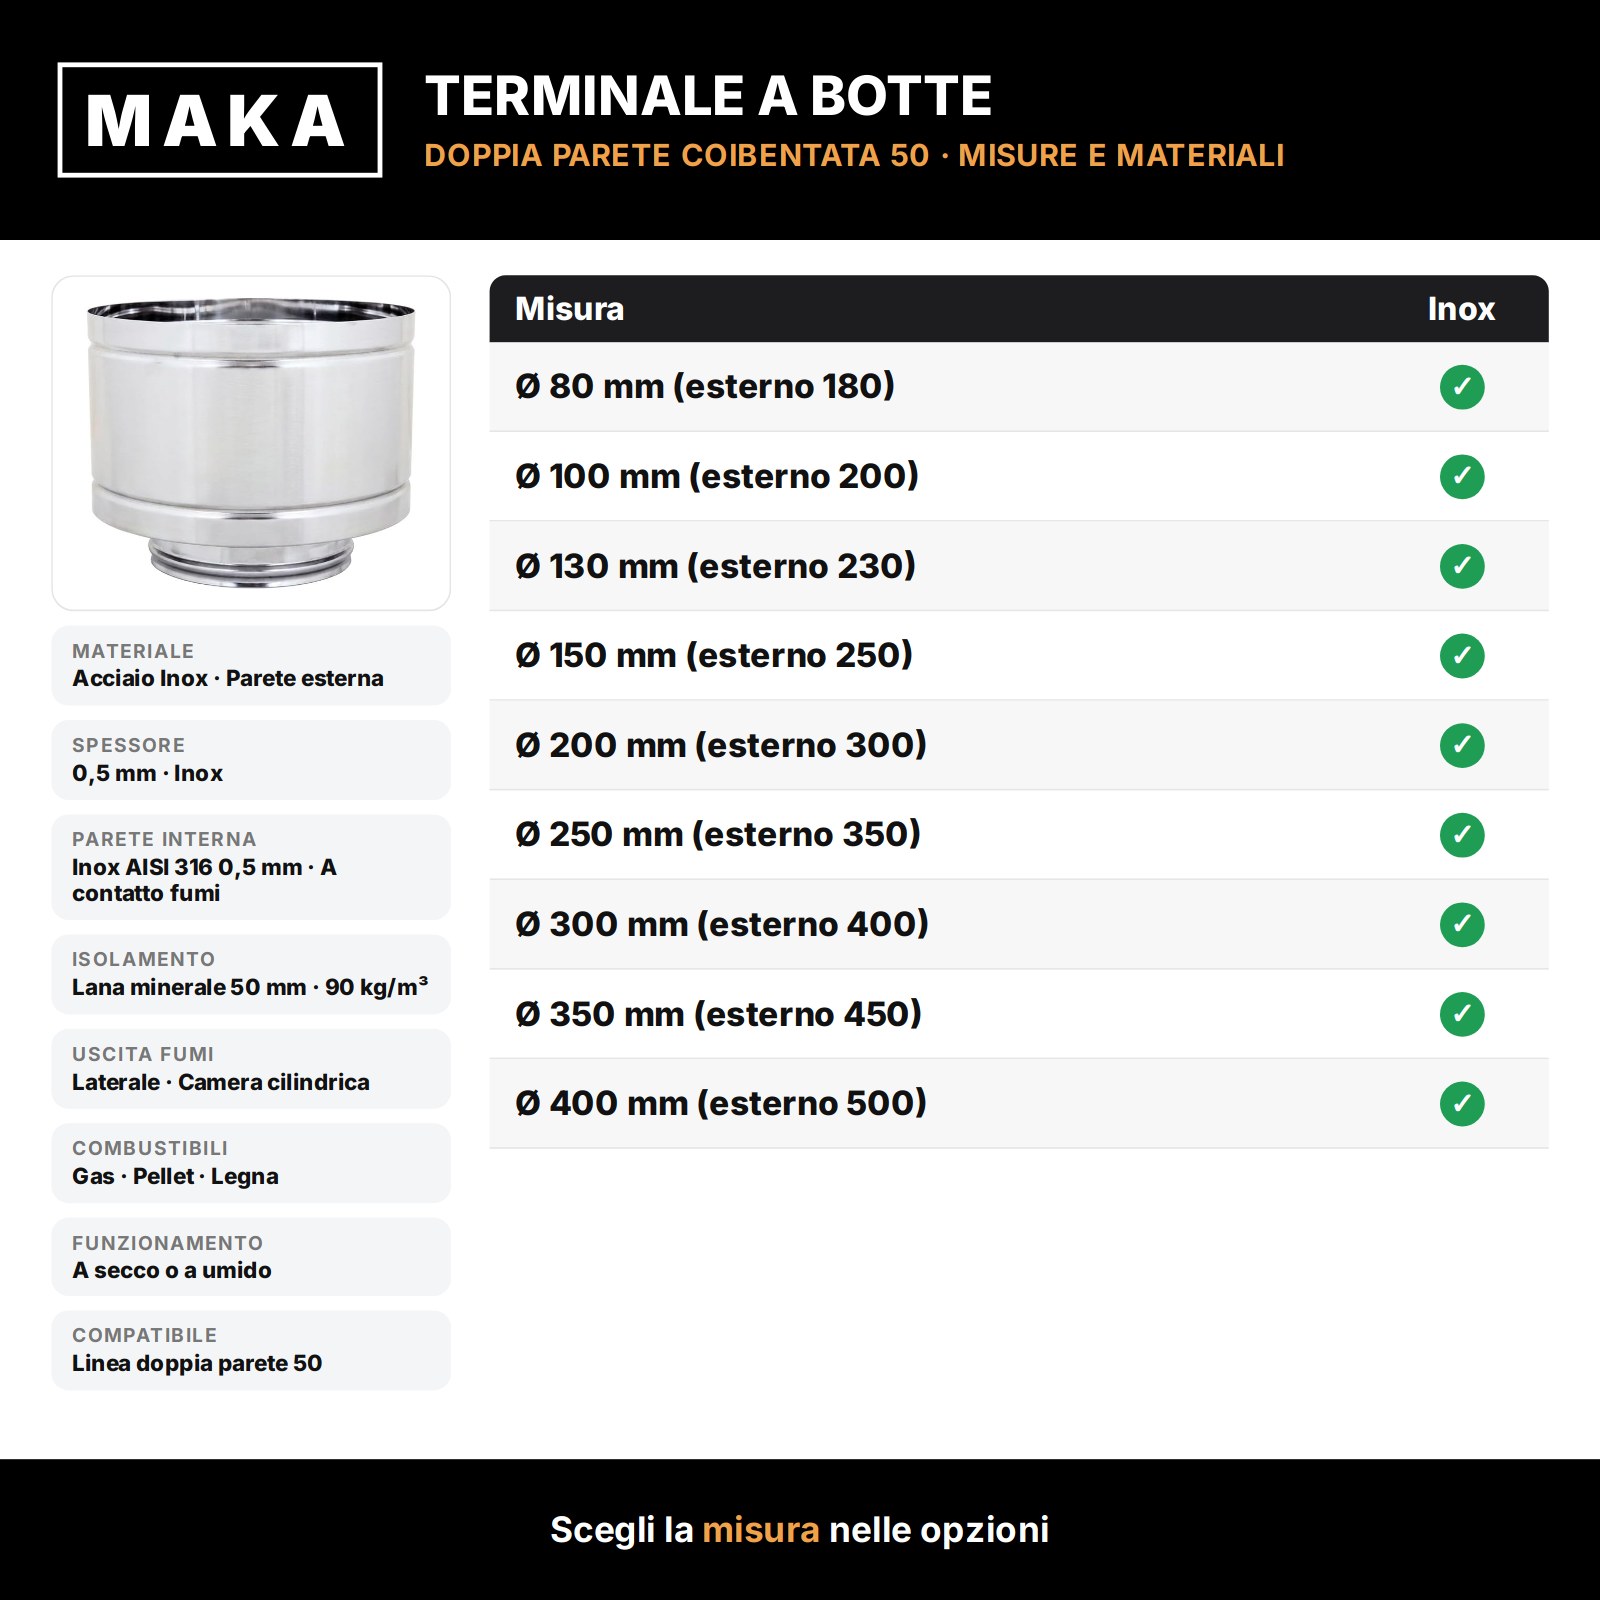 MAKA
TERMINALE A BOTTE
DOPPIA PARETE COIBENTATA 50 · MISURE E MATERIALI
MATERIALE
Acciaio Inox · Parete esterna
SPESSORE
0,5 mm · Inox
PARETE INTERNA
Inox AISI 316 0,5 mm · A
contatto fumi
ISOLAMENTO
Lana minerale 50 mm · 90 kg/m³
USCITA FUMI
Laterale · Camera cilindrica
COMBUSTIBILI
Gas · Pellet · Legna
FUNZIONAMENTO
A secco o a umido
COMPATIBILE
Linea doppia parete 50
Misura Inox
Ø 80 mm (esterno 180) ✓
Ø 100 mm (esterno 200) ✓
Ø 130 mm (esterno 230) ✓
Ø 150 mm (esterno 250) ✓
Ø 200 mm (esterno 300) ✓
Ø 250 mm (esterno 350) ✓
Ø 300 mm (esterno 400) ✓
Ø 350 mm (esterno 450) ✓
Ø 400 mm (esterno 500) ✓
Scegli la misura nelle opzioni